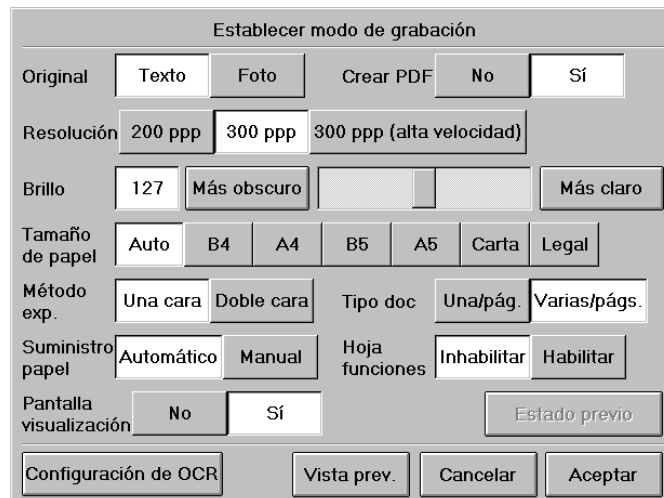 Establecer modo de grabación
Original Texto Foto Crear PDF No Sí
Resolución 200 ppp 300 ppp 300 ppp (alta velocidad)
Brillo 127 Más obscuro Más claro
Tamaño
de papel Auto B4 A4 B5 A5 Carta Legal
Método
exp. Una cara Doble cara Tipo doc Una/pág. Varias/págs.
Suministro
papel Automático Manual Hoja
funciones Inhabilitar Habilitar
Pantalla
visualización No Sí Estado previo
Configuración de OCR Vista prev. Cancelar Aceptar